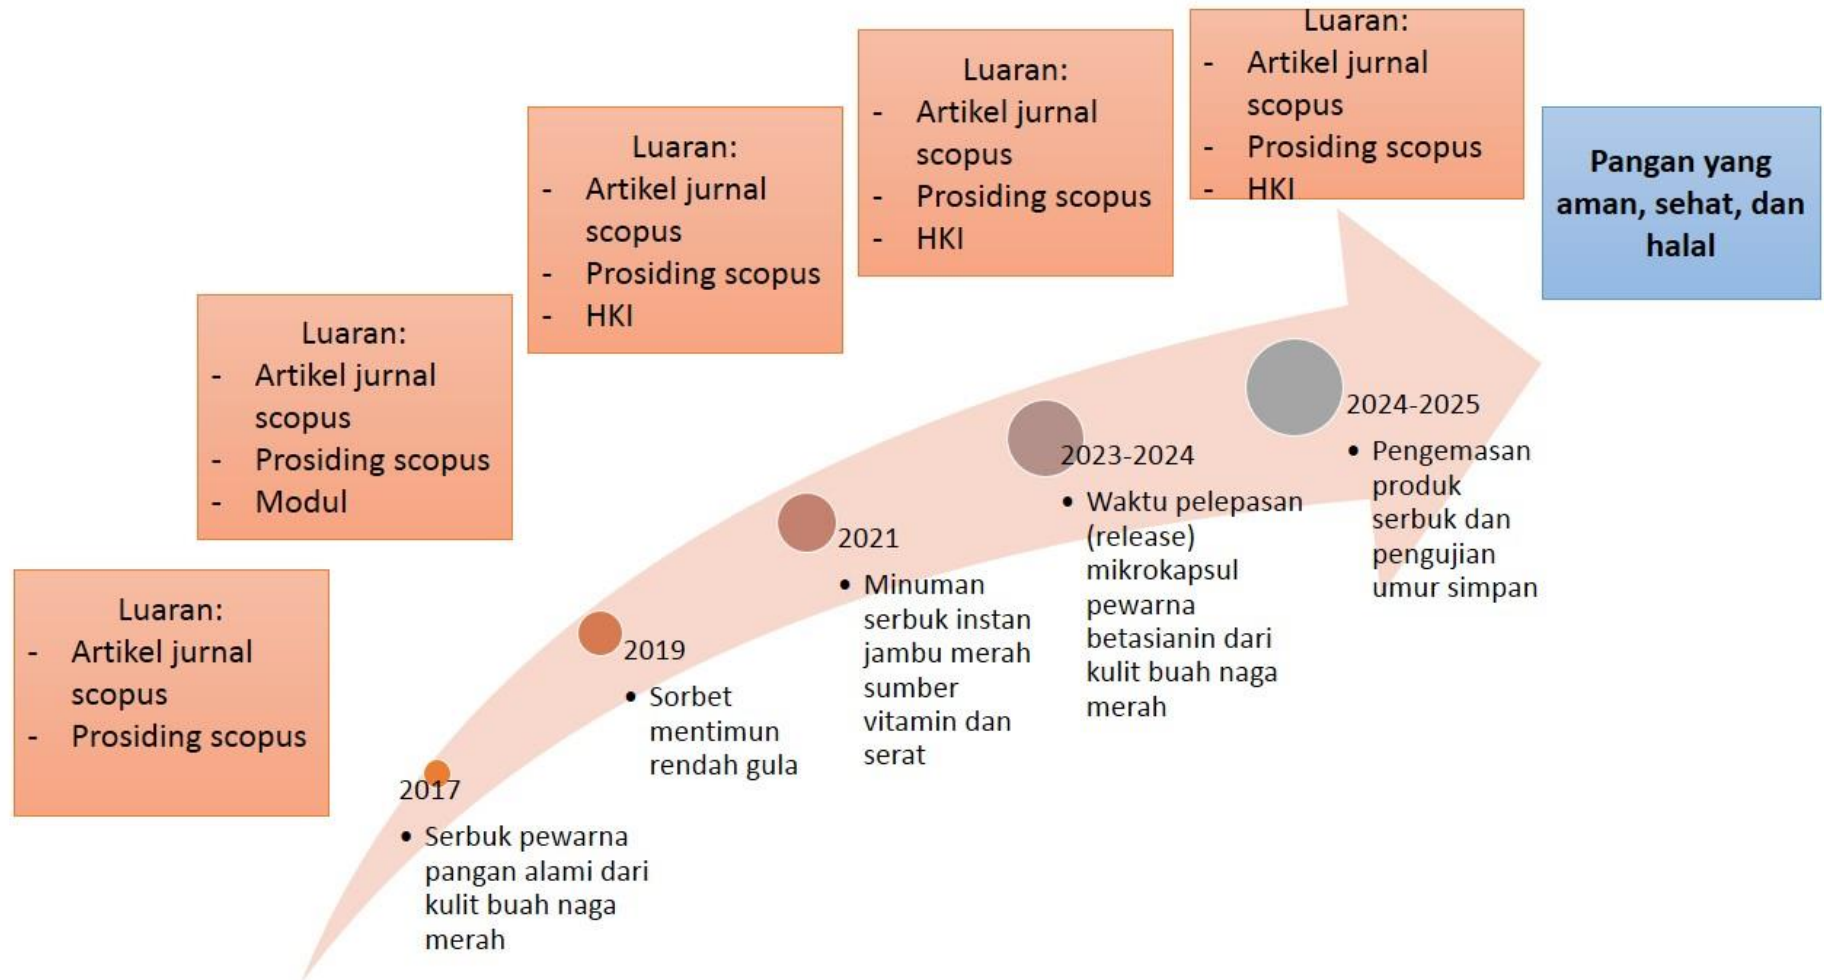 Luaran:
- Artikel jurnal
scopus
- Prosiding scopus
Luaran:
- Artikel jurnal
scopus
- Prosiding scopus
- Modul
Luaran:
- Artikel jurnal
scopus
- Prosiding scopus
- HKI
Luaran:
- Artikel jurnal
scopus
- Prosiding scopus
- HKI
Luaran:
- Artikel jurnal
scopus
- Prosiding scopus
- HKI
Pangan yang
aman, sehat, dan
halal
2017
• Serbuk pewarna
pangan alami dari
kulit buah naga
merah
2019
• Sorbet
mentimun
rendah gula
2021
• Minuman
serbuk instan
jambu merah
sumber
vitamin dan
serat
2023-2024
• Waktu pelepasan
(release)
mikrokapsul
pewarna
betasianin dari
kulit buah naga
merah
2024-2025
• Pengemasan
produk
serbuk dan
pengujian
umur simpan